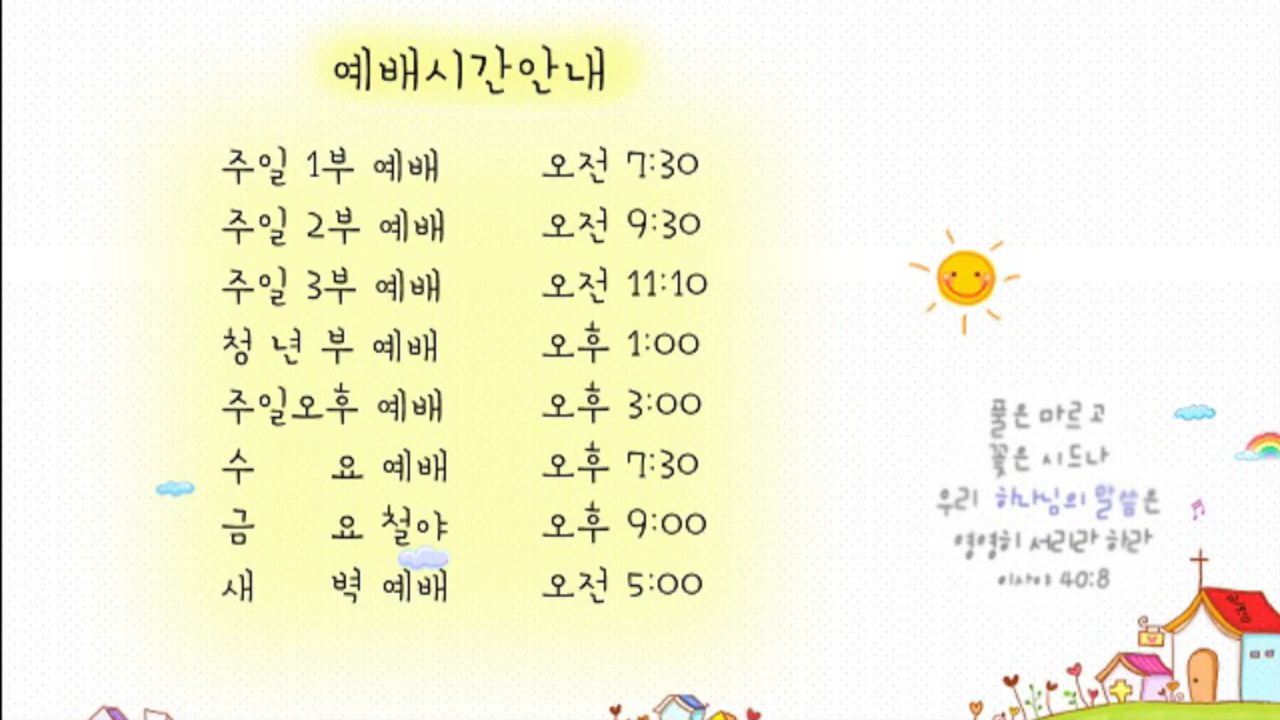 예배시간안내
주일 1부 예배 오전 7:30
주일 2부 예배 오전 9:30
주일 3부 예배 오전 11:10
청 년 부 예배 오후 1:00
주일오후 예배 오후 3:00
수 요 예배 오후 7:30
금 요 철야 오후 9:00
새 벽 예배 오전 5:00
풀은 마르고
꽃은 시드나
우리 하나님의 말씀은
영영히 서리라 하라
이사야 40:8